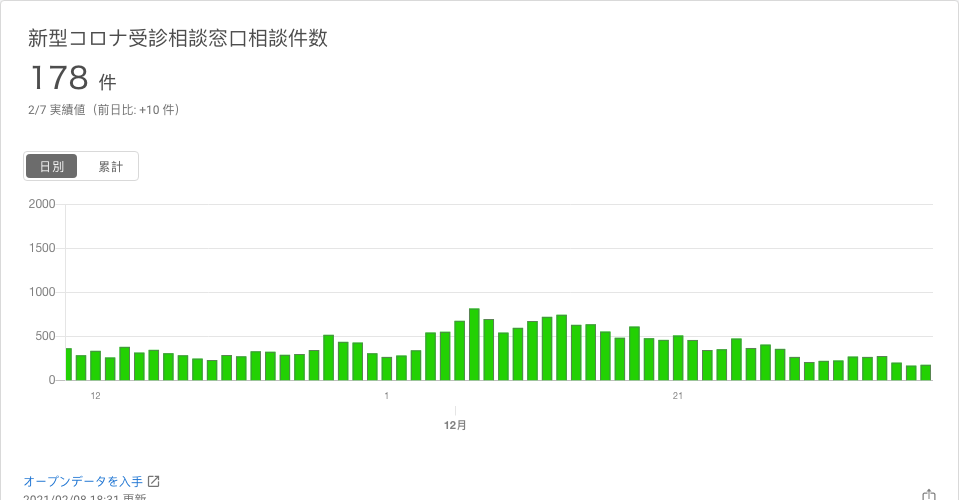 新型コロナ受診相談窓口相談件数
178 件
2/7 実績値（前日比: +10 件）
日別 累計
2000
1500
1000
500
0
12 1 21
12月
オープンデータを入手
2021/02/08 18:31 更新